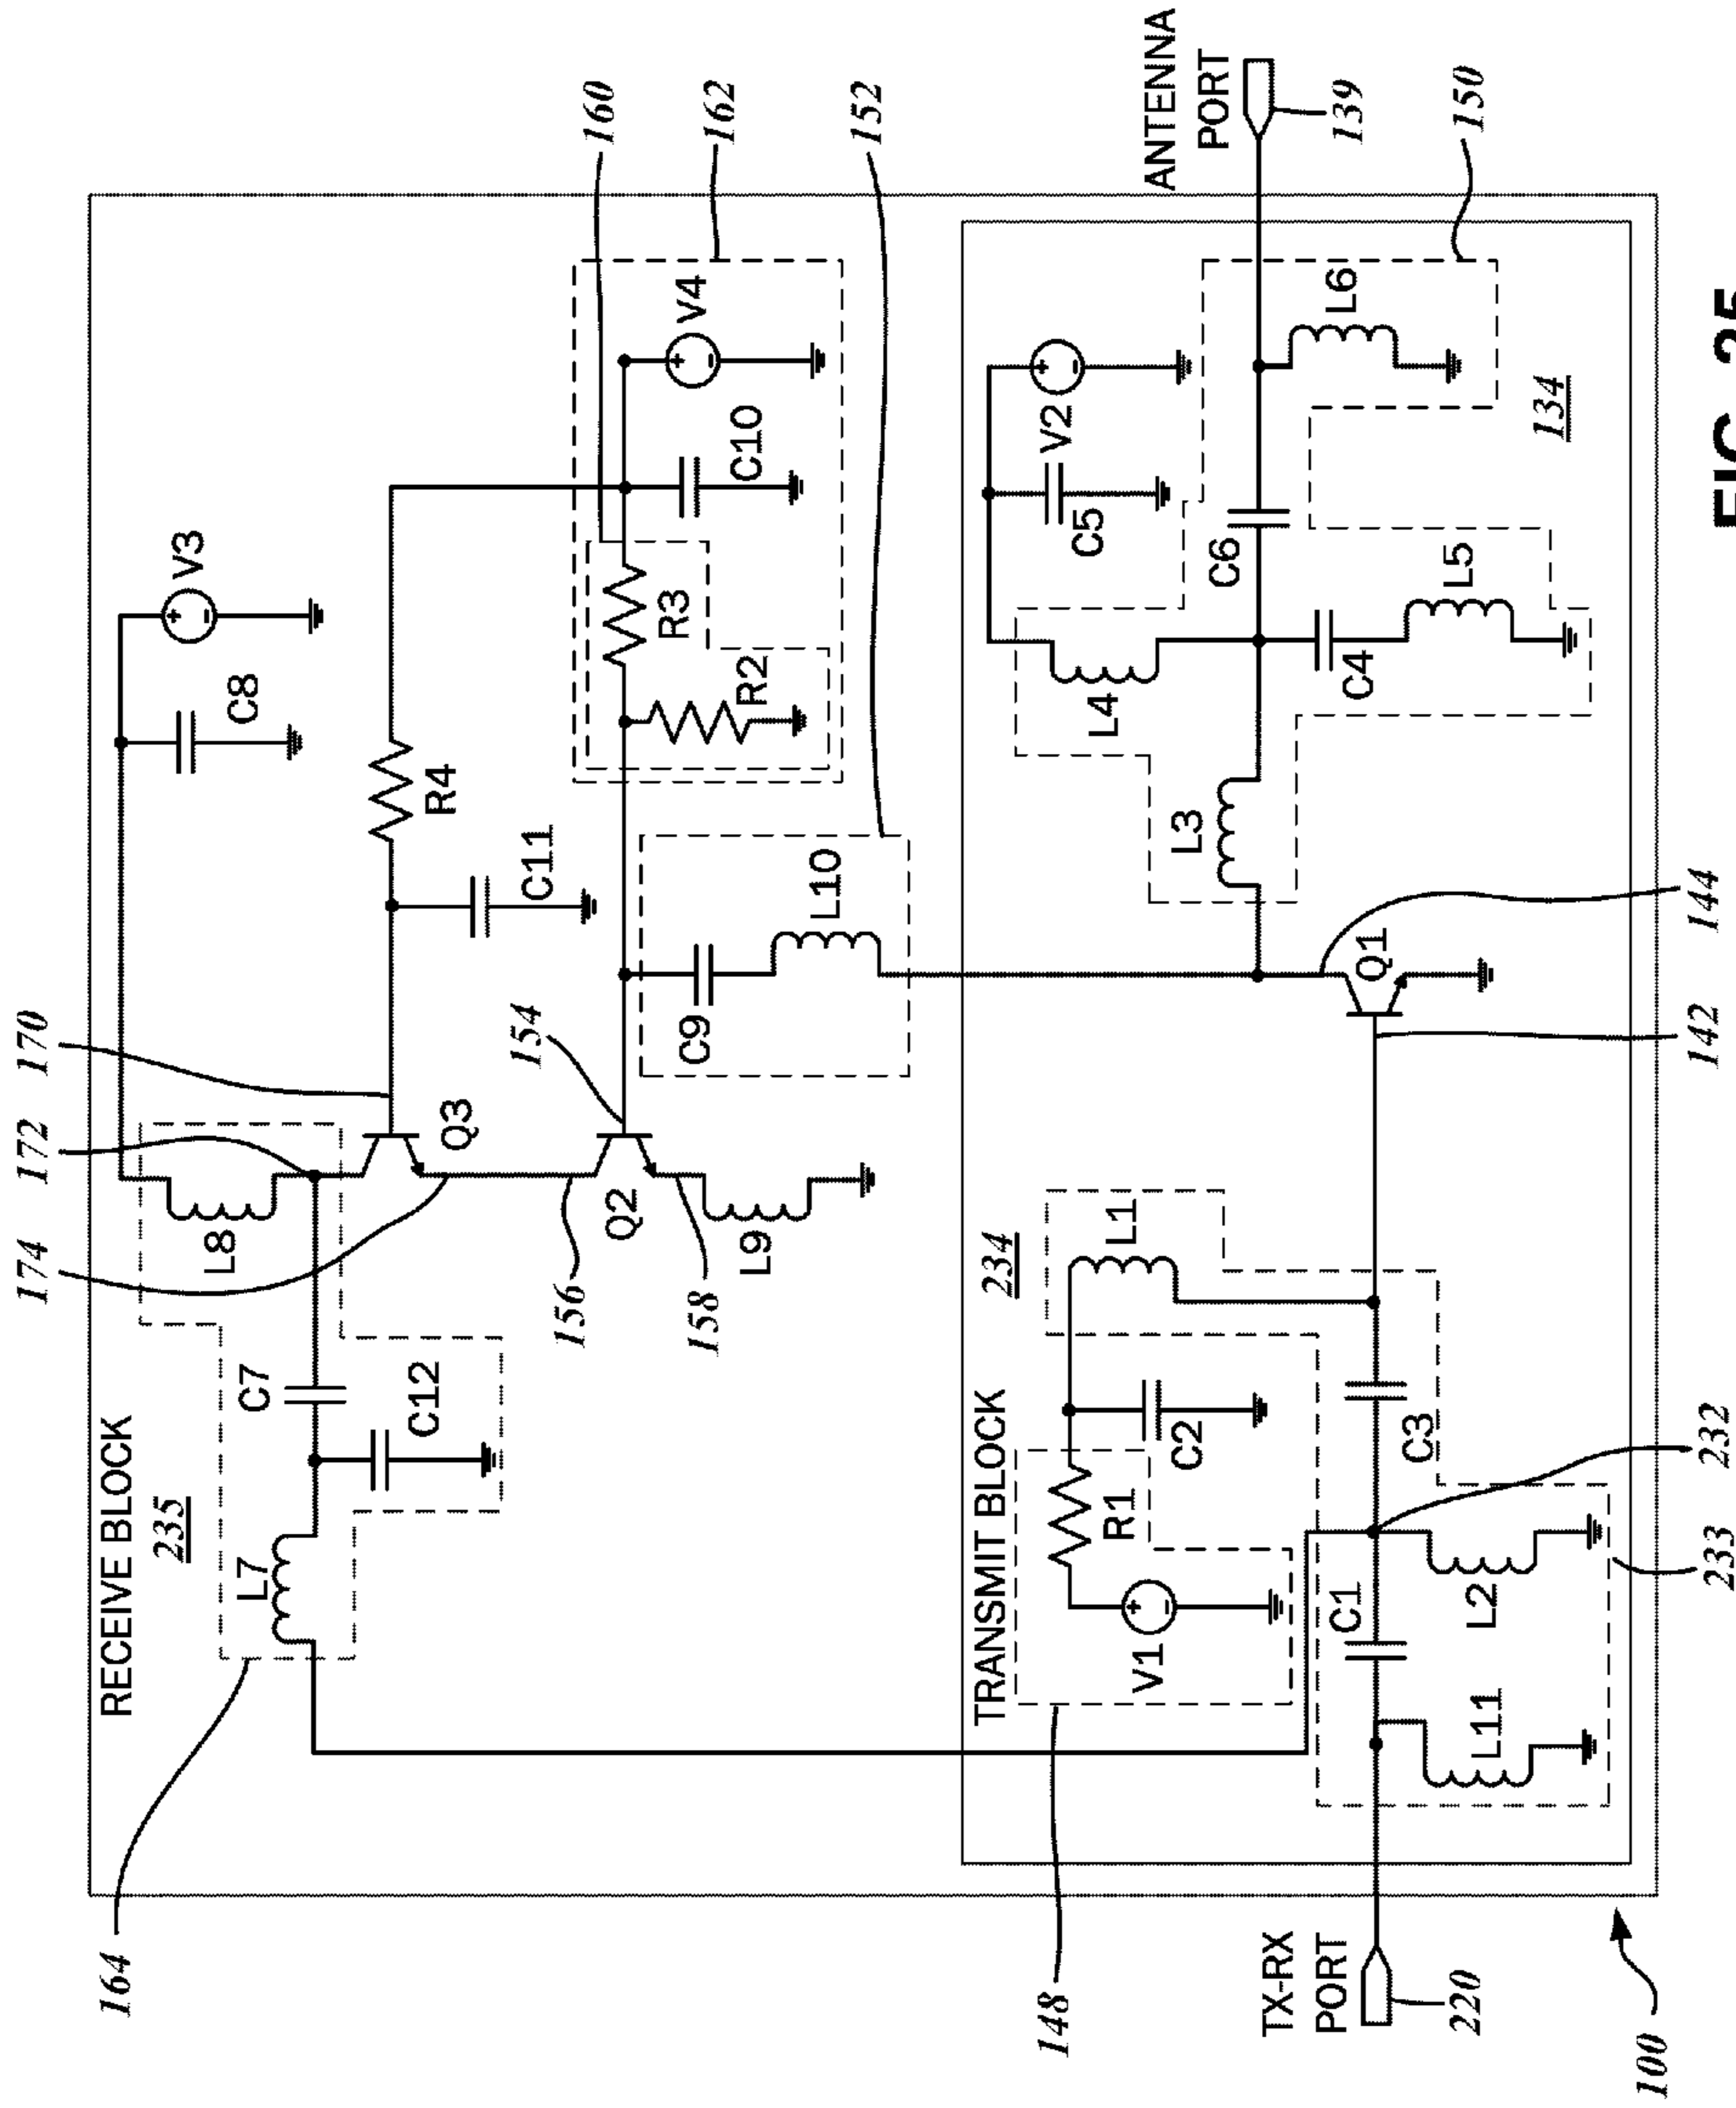 174
172
170
164
RECEIVE BLOCK
235
V3
L8
L7
C7
C8
C12
Q3
R4
C11
154
156
160
Q2
R3
V4
C9
158
162
C10
R2
L9
L10
152
TRANSMIT BLOCK
234
148
V2
C5
L4
R1
L1
V1
ANTENNA
PORT
139
L3
C2
C6
TX-RX
PORT
220
L6
C1
C4
Q1
C3
L5
150
L2
L11
134
100
233
232
142
144
FIG. 25